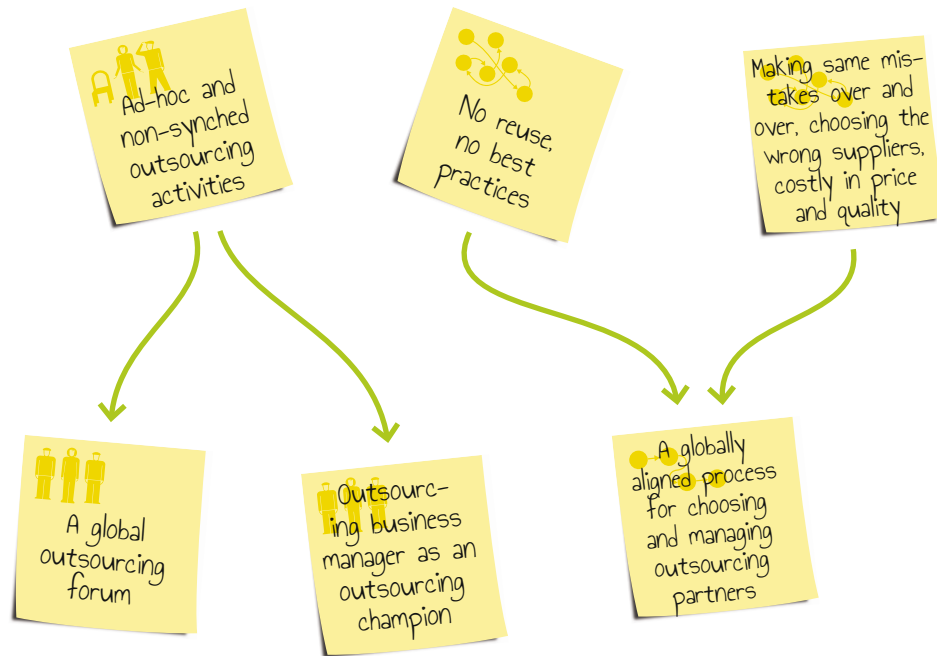 Ad-hoc and
non-synched
outsourcing
activities
No reuse,
no best
practices
Making same mis-
takes over and
over, choosing the
wrong suppliers,
costly in price
and quality
A global
outsourcing
forum
Outsourc-
ing business
manager as an
outsourcing
champion
A globally
aligned process
for choosing
and managing
outsourcing
partners